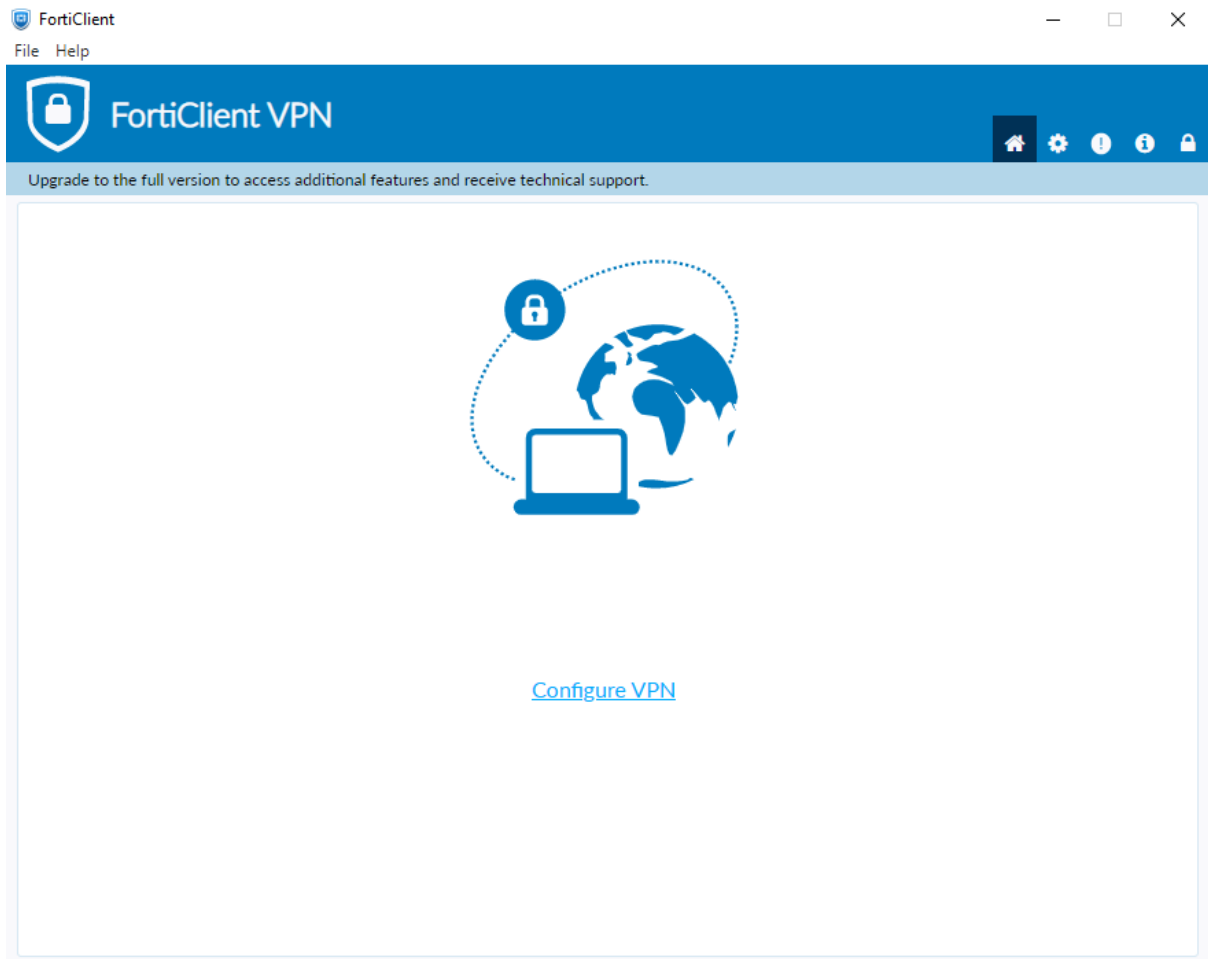 FortiClient
File Help
FortiClient VPN
Upgrade to the full version to access additional features and receive technical support.
Configure VPN